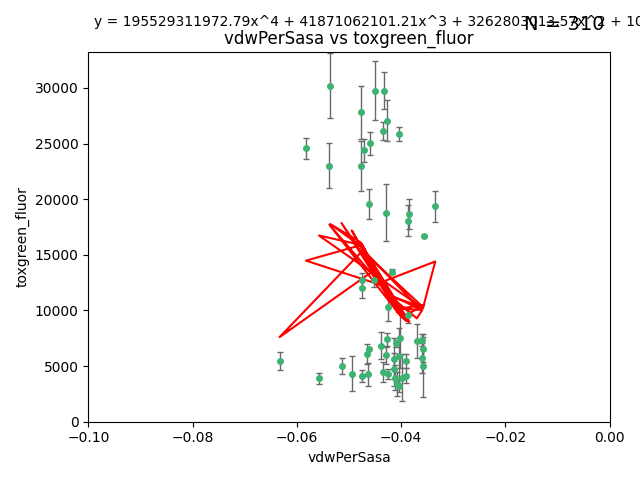 y = 195529311972.79x^4 + 41871062101.21x^3 + + 10
N = 310
vdwPerSasa vs toxgreen_fluor
30000
25000
20000
15000
10000
5000
0
toxgreen_fluor
−0.10 −0.08 −0.06 −0.04 −0.02 0.00
vdwPerSasa